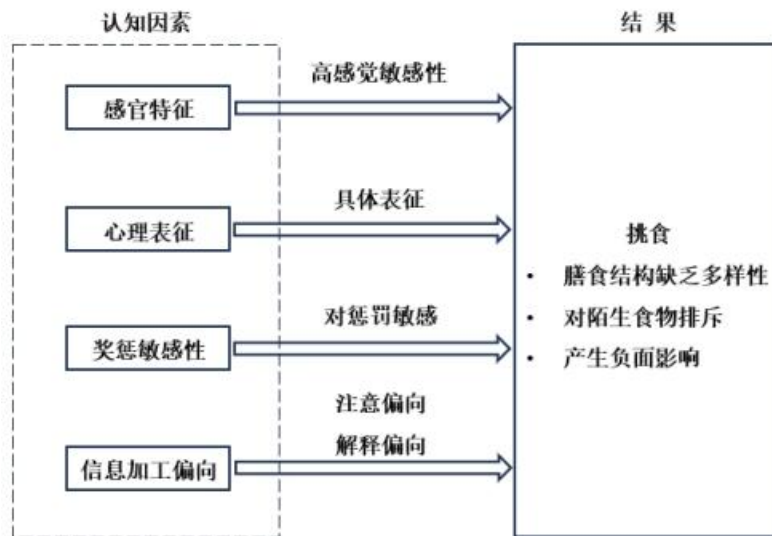 认知因素
结 果
感官特征
高感觉敏感性
心理表征
具体表征
奖惩敏感性
对惩罚敏感
信息加工偏向
注意偏向
解释偏向
挑食
• 膳食结构缺乏多样性
• 对陌生食物排斥
• 产生负面影响